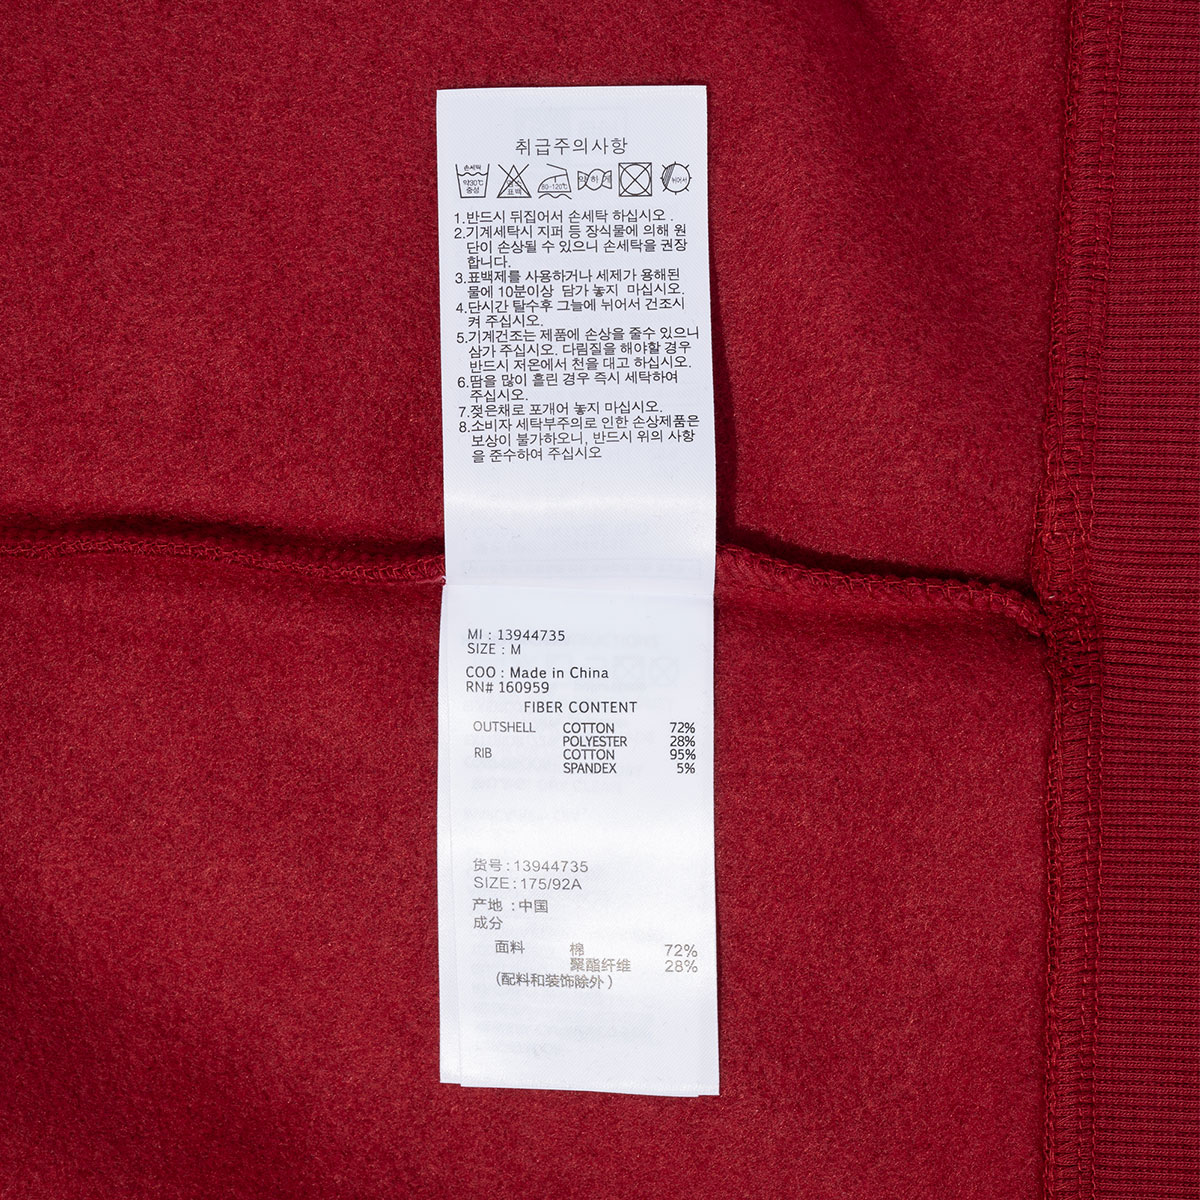 취급주의사항
손세탁
약30℃
중성
표백
80-120℃
약하게
뉘어서
1.반드시 뒤집어서 손세탁 하십시오 .
2.기계세탁시 지퍼 등 장식물에 의해 원
단이 손상될 수 있으니 손세탁을 권장
합니다.
3.표백제를 사용하거나 세제가 용해된
물에 10분이상 담가 놓지 마십시오.
4.단시간 탈수후 그늘에 뉘어서 건조시
켜 주십시오.
5.기계건조는 제품에 손상을 줄수 있으니
삼가 주십시오. 다림질을 해야할 경우
반드시 저온에서 천을 대고 하십시오.
6.땀을 많이 흘린 경우 즉시 세탁하여
주십시오.
7.젖은채로 포개어 놓지 마십시오.
8.소비자 세탁부주의로 인한 손상제품은
보상이 불가하오니, 반드시 위의 사항
을 준수하여 주십시오
MI : 13944735
SIZE : M
COO : Made in China
RN# 160959
FIBER CONTENT
OUTSHELL COTTON 72%
POLYESTER 28%
RIB COTTON 95%
SPANDEX 5%
货号:13944735
SIZE:175/92A
产地 :中国
成分
面料 棉 72%
聚酯纤维 28%
(配料和装饰除外)